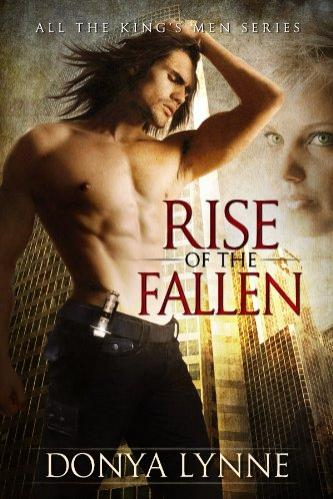 ALL THE KING'S MEN SERIES
RISE
OF THE
FALLEN
DONYA LYNNE